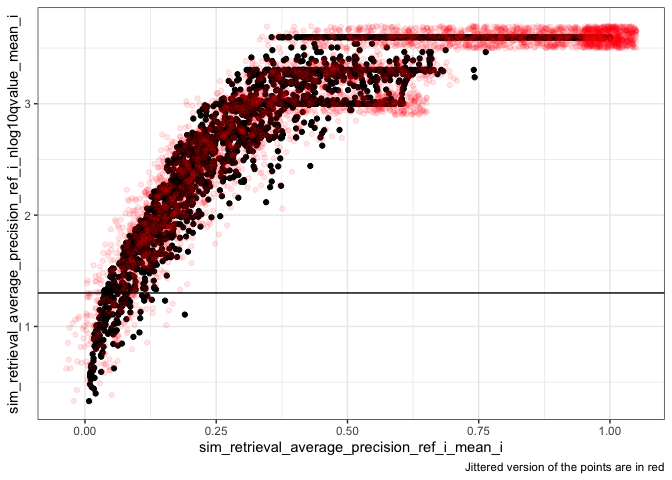 sim_retrieval_average_precision_ref_i_nlog10qvalue_mean_i
3
2
1
0.00 0.25 0.50 0.75 1.00
sim_retrieval_average_precision_ref_i_mean_i
Jittered version of the points are in red